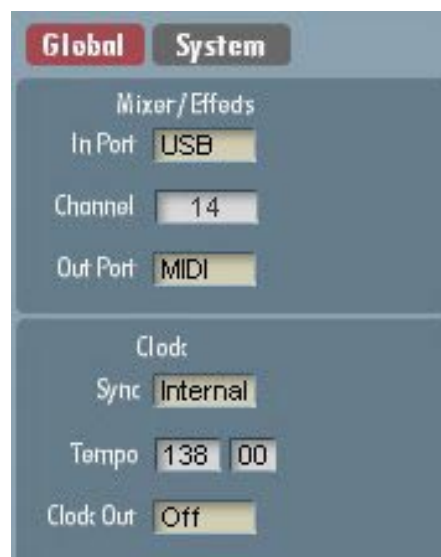 Global System
Mixer/Effects
In Port USB
Channel 14
Out Port MIDI
Clock
Sync Internal
Tempo 138 00
Clock Out Off